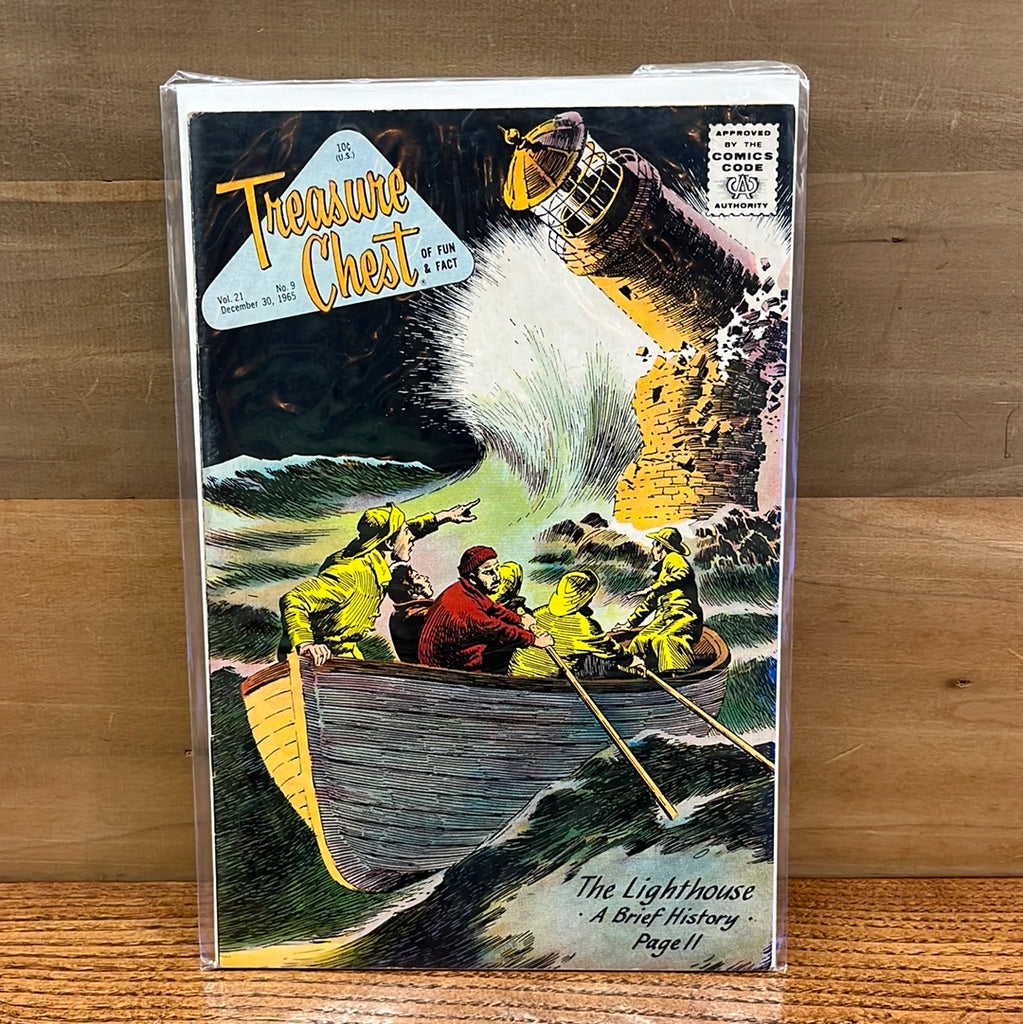 10¢
(U.S.)
Treasure
Chest®
OF FUN
& FACT
Vol. 21 No. 9
December 30, 1965
APPROVED
BY THE
COMICS
CODE
CA
AUTHORITY
The Lighthouse
· A Brief History ·
Page 11